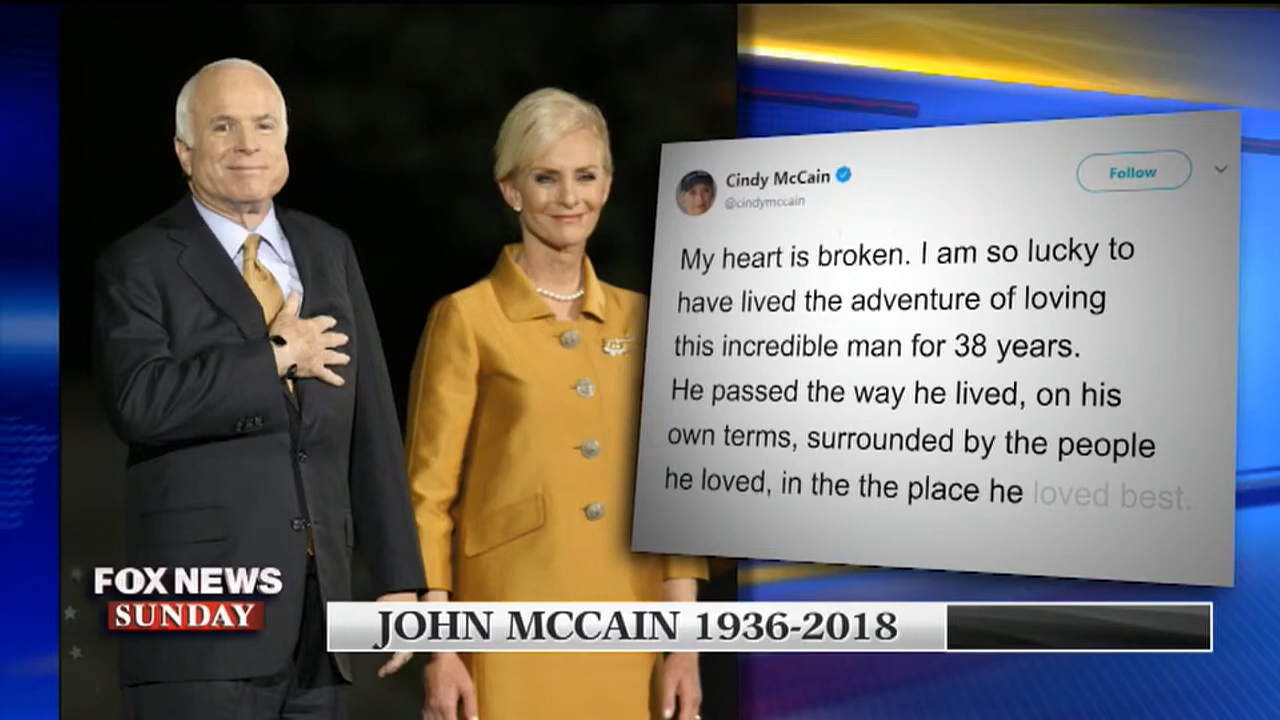 Cindy McCain
@cindymccain
Follow
My heart is broken. I am so lucky to
have lived the adventure of loving
this incredible man for 38 years.
He passed the way he lived, on his
own terms, surrounded by the people
he loved, in the the place he loved best.
FOX NEWS
SUNDAY
JOHN MCCAIN 1936-2018